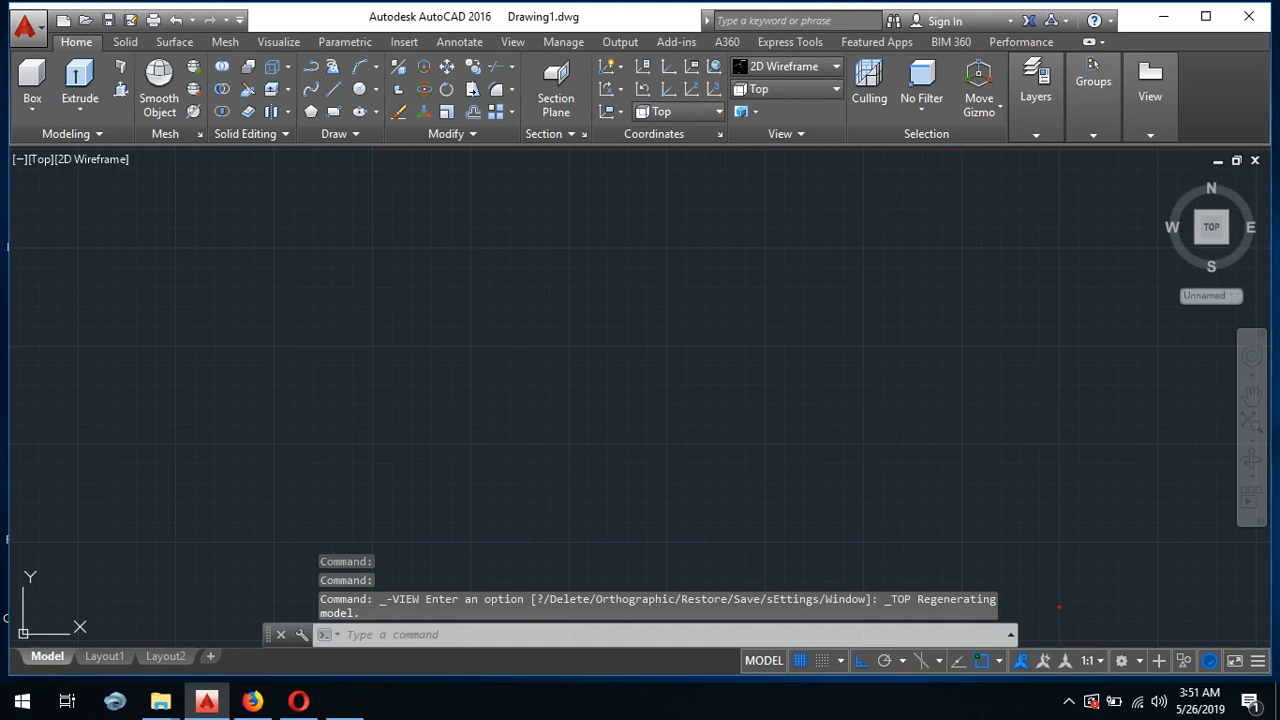 Autodesk AutoCAD 2016 Drawing1.dwg
Type a keyword or phrase
Sign In
Home Solid Surface Mesh Visualize Parametric Insert Annotate View Manage Output Add-ins A360 Express Tools Featured Apps BIM 360 Performance
Box
Extrude
Smooth
Object
Section
Plane
2D Wireframe
Top
Top
Culling
No Filter
Move
Gizmo
Layers
Groups
View
Modeling Mesh Solid Editing Draw Modify Section Coordinates View Selection
[−][Top][2D Wireframe]
N
W TOP E
S
Unnamed
Command:
Command:
Command: _-VIEW Enter an option [?/Delete/Orthographic/Restore/Save/sEttings/Window]: _TOP Regenerating
model.
Type a command
Y
X
Model Layout1 Layout2 +
MODEL
1:1
3:51 AM
5/26/2019
1